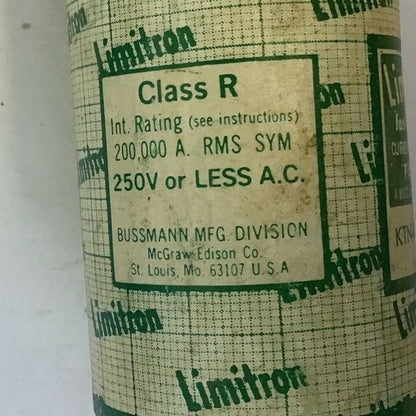 Limitron
Class R
Int. Rating (see instructions)
200,000 A. RMS SYM
250V or LESS A.C.
BUSSMANN MFG. DIVISION
McGraw Edison Co.
St. Louis, Mo. 63107 U.S.A
Limitron
Limitron
Limitron